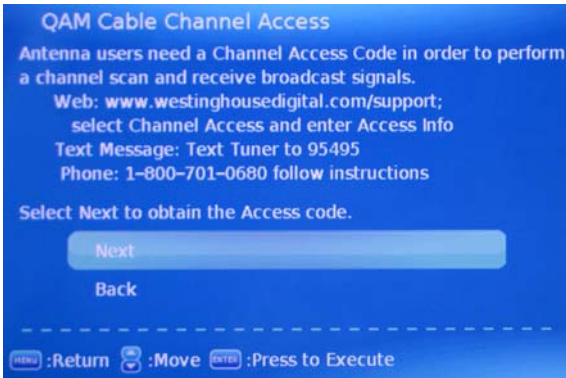 QAM Cable Channel Access
Antenna users need a Channel Access Code in order to perform
a channel scan and receive broadcast signals.
Web: www.westinghousedigital.com/support;
select Channel Access and enter Access Info
Text Message: Text Tuner to 95495
Phone: 1-800-701-0680 follow instructions
Select Next to obtain the Access code.
Next
Back
MENU :Return :Move ENTER :Press to Execute